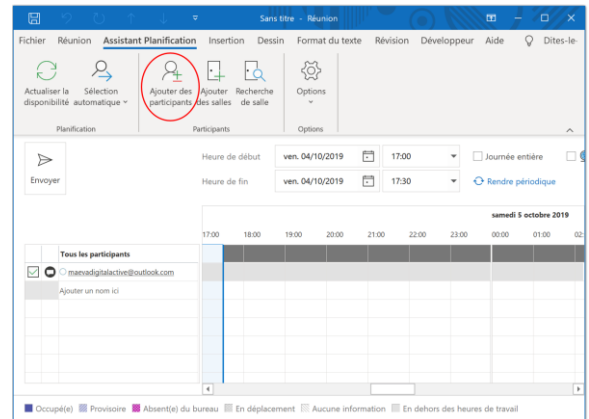 Sans titre - Réunion
Fichier Réunion Assistant Planification Insertion Dessin Format du texte Révision Développeur Aide Dites-le-
Actualiser la disponibilité
Sélection automatique
Ajouter des participants
Ajouter des salles
Recherche de salle
Options
Planification Participants Options
Envoyer
Heure de début ven. 04/10/2019 17:00 Journée entière
Heure de fin ven. 04/10/2019 17:30 Rendre périodique
samedi 5 octobre 2019
17:00 18:00 19:00 20:00 21:00 22:00 23:00 00:00 01:00 02:
Tous les participants
maevadigitalactive@outlook.com
Ajouter un nom ici
Occupé(e) Provisoire Absent(e) du bureau En déplacement Aucune information En dehors des heures de travail